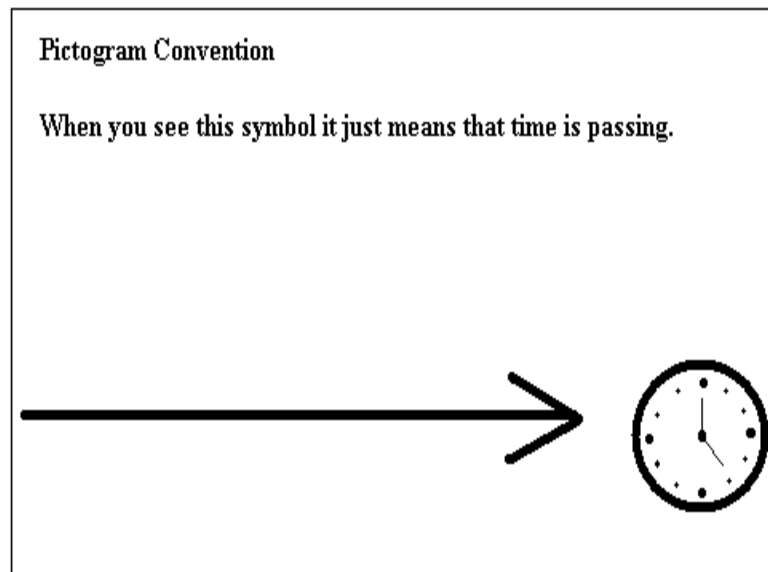 Pictogram Convention
When you see this symbol it just means that time is passing.